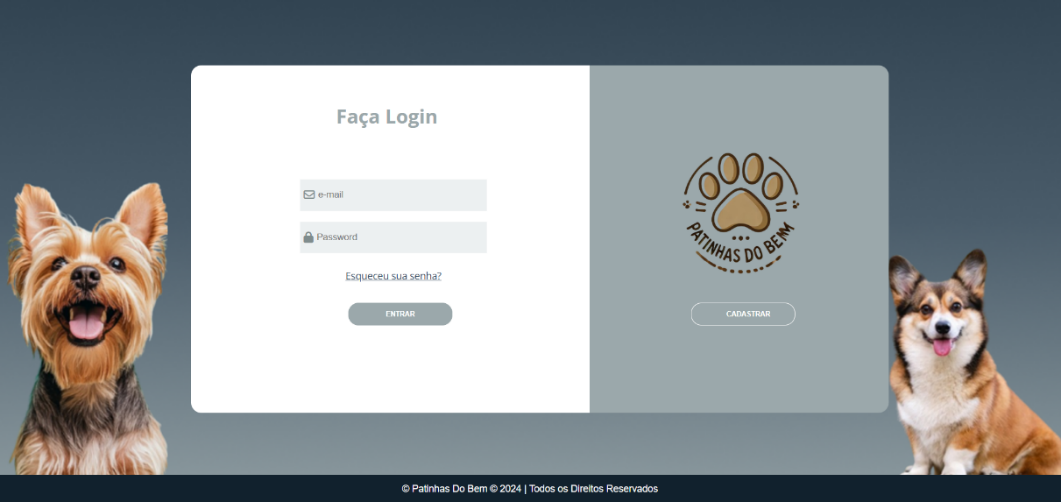 Faça Login
e-mail
Password
Esqueceu sua senha?
ENTRAR
PATINHAS DO BEM
CADASTRAR
© Patinhas Do Bem © 2024 | Todos os Direitos Reservados